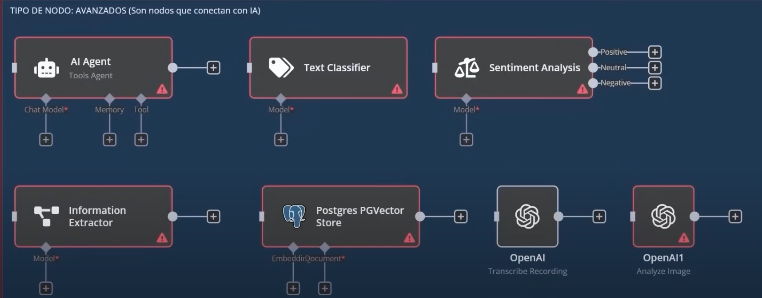 TIPO DE NODO: AVANZADOS (Son nodos que conectan con IA)
AI Agent
Tools Agent
Chat Model*
Memory
Tool
Text Classifier
Model*
Sentiment Analysis
Positive
Neutral
Negative
Model*
Information
Extractor
Model*
Postgres PGVector
Store
Embeddin
Document*
OpenAI
Transcribe Recording
OpenAI1
Analyze Image